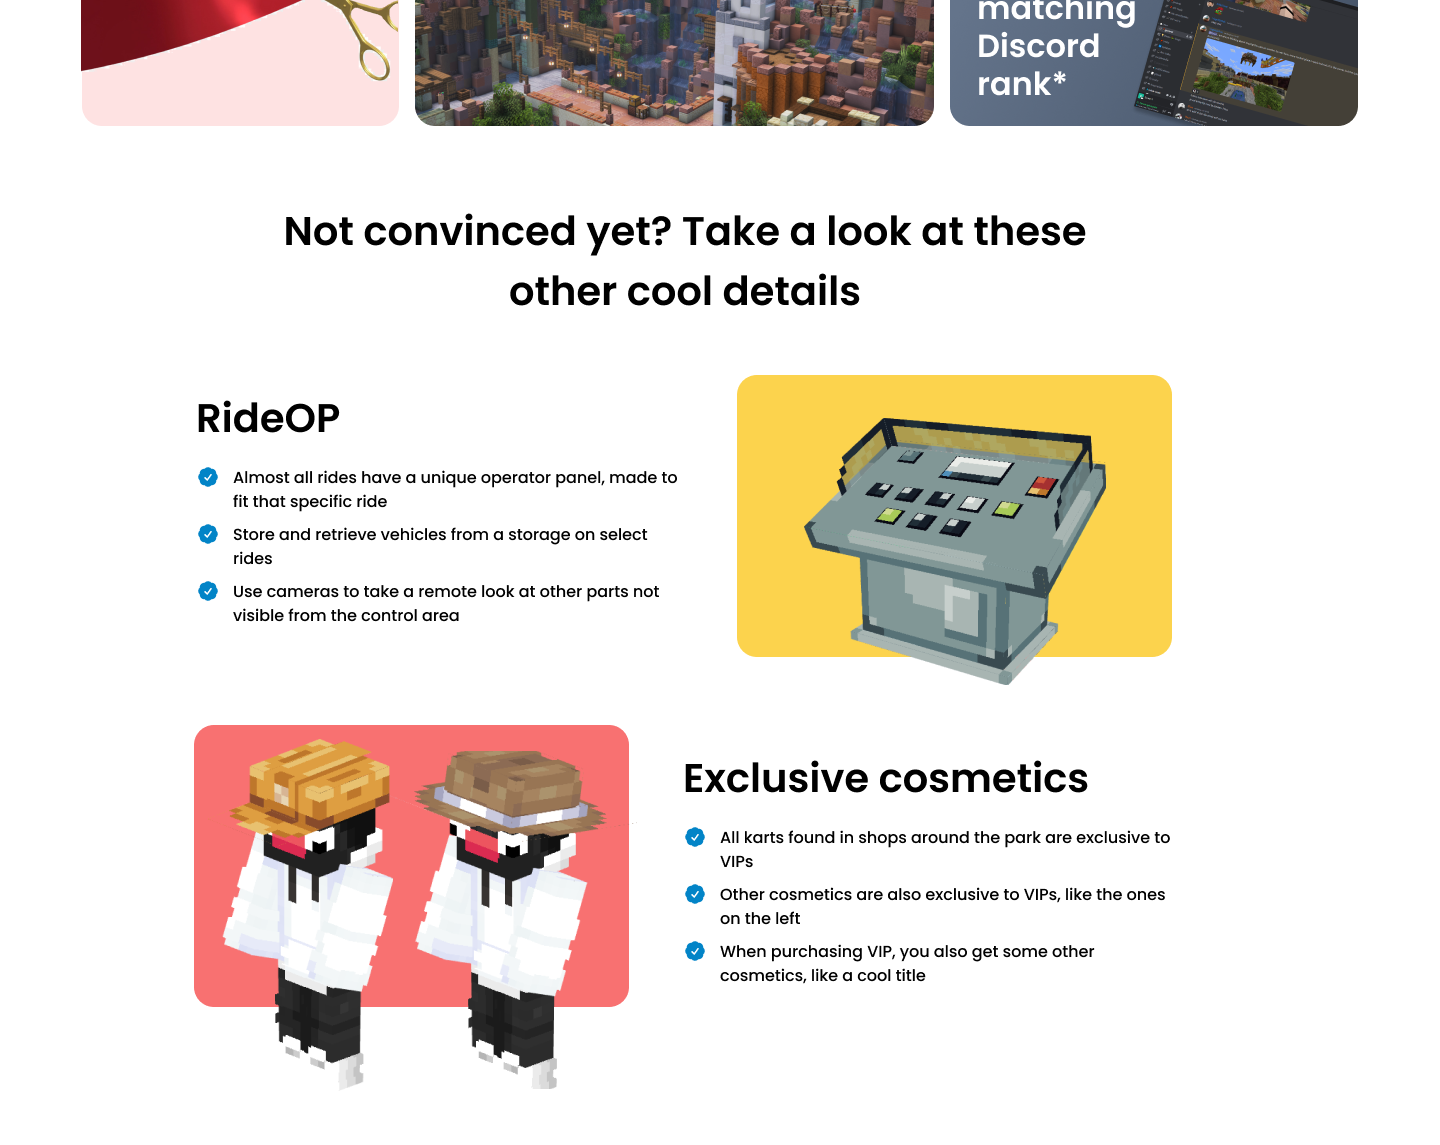 matching
Discord
rank*
Not convinced yet? Take a look at these
other cool details
RideOP
Almost all rides have a unique operator panel, made to
fit that specific ride
Store and retrieve vehicles from a storage on select
rides
Use cameras to take a remote look at other parts not
visible from the control area
Exclusive cosmetics
All karts found in shops around the park are exclusive to
VIPs
Other cosmetics are also exclusive to VIPs, like the ones
on the left
When purchasing VIP, you also get some other
cosmetics, like a cool title